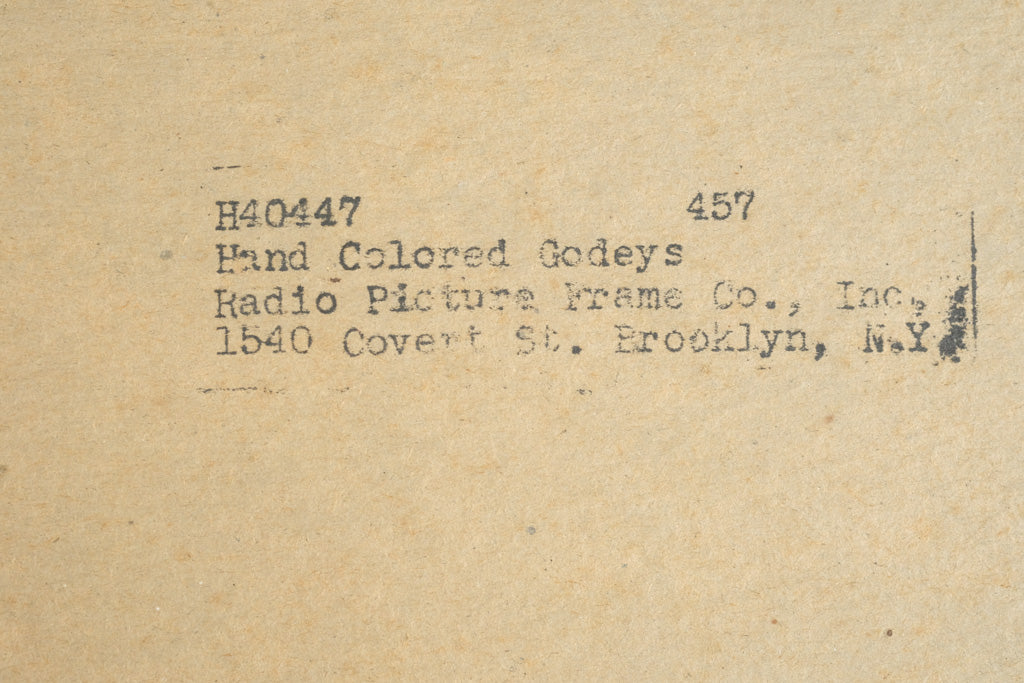 H40447 457
Hand Colored Godeys
Radio Picture Frame Co., Inc.,
1540 Covert St. Brooklyn, N.Y.